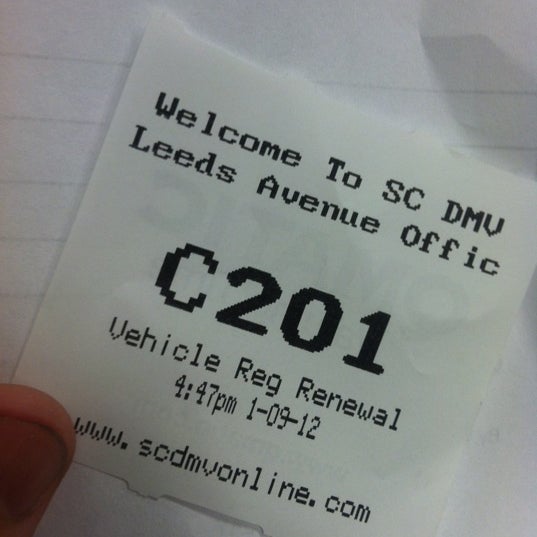 Welcome To SC DMV
Leeds Avenue Offic
C201
Vehicle Reg Renewal
4:47pm 1-09-12
www.scdmvonline.com